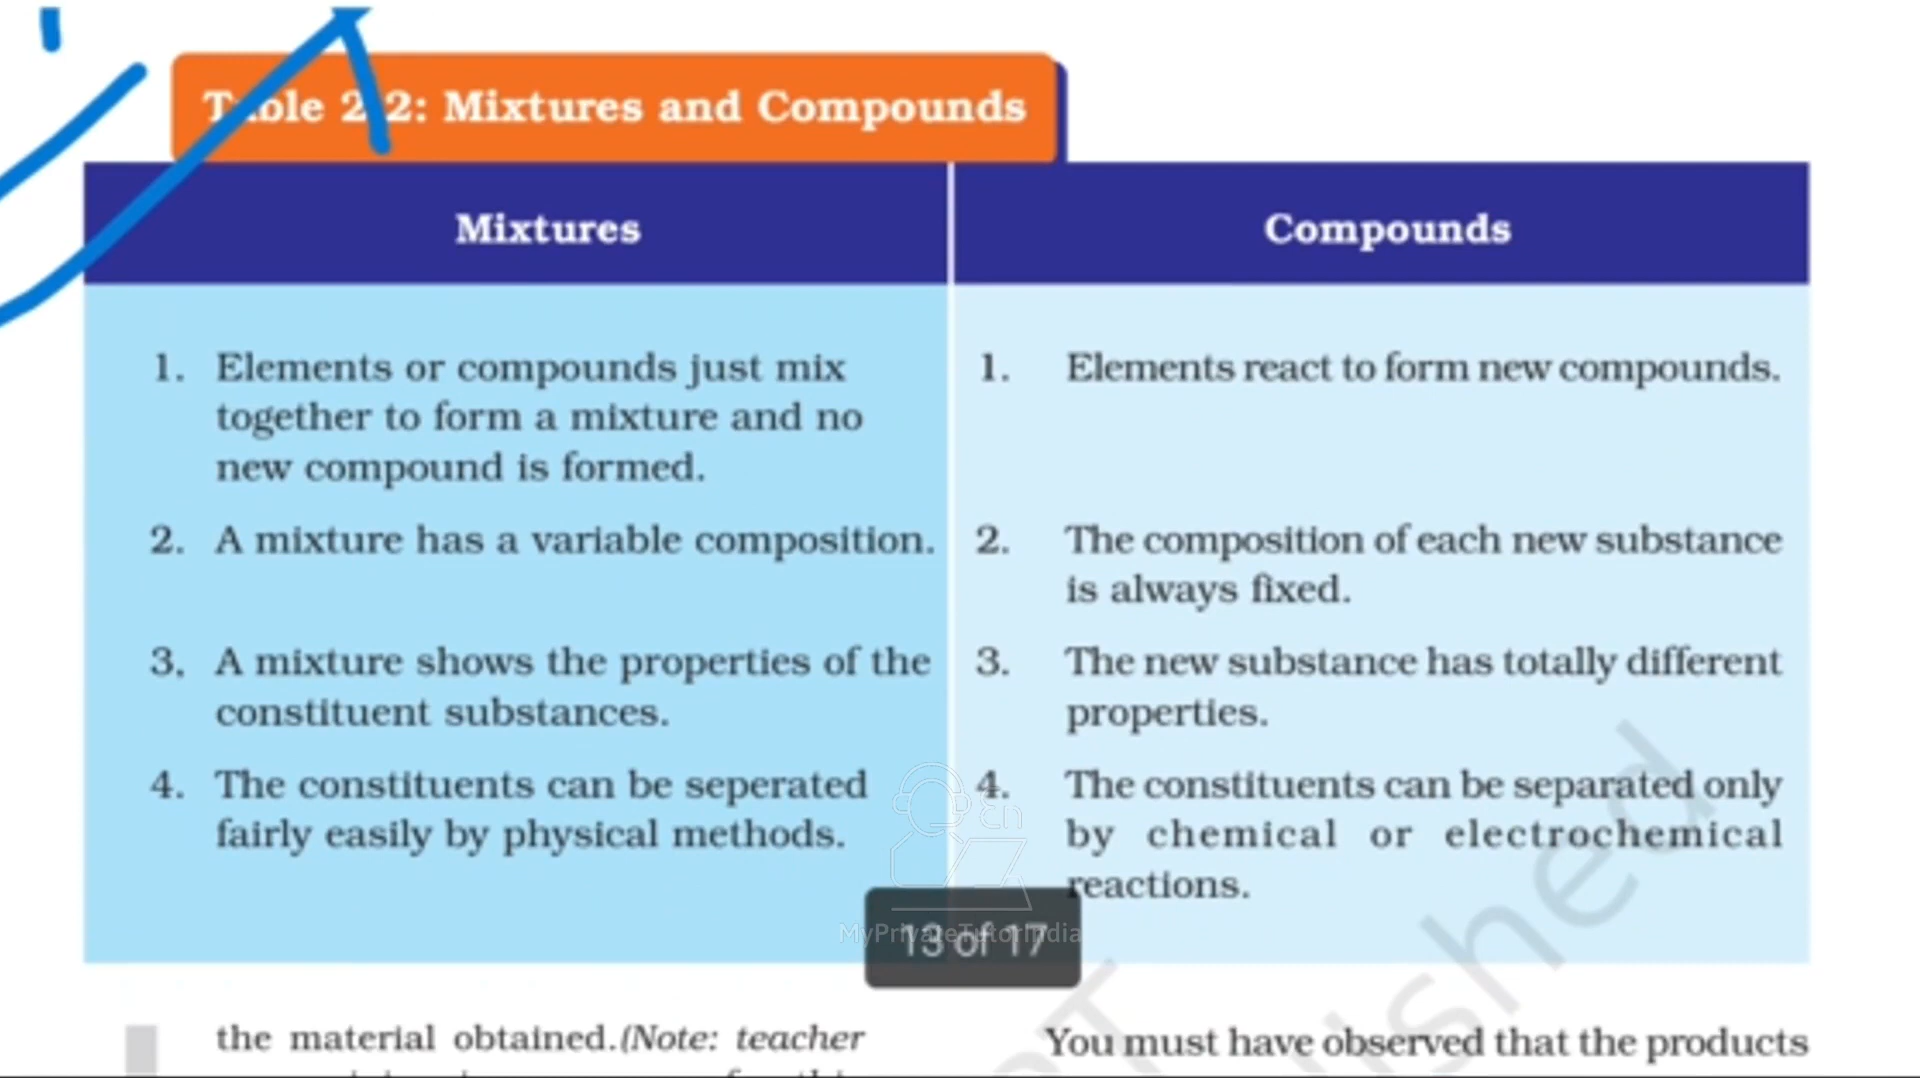 Table 2.2: Mixtures and Compounds
Mixtures
Compounds
1. Elements or compounds just mix
together to form a mixture and no
new compound is formed.
1. Elements react to form new compounds.
2. A mixture has a variable composition.
2. The composition of each new substance
is always fixed.
3. A mixture shows the properties of the
constituent substances.
3. The new substance has totally different
properties.
4. The constituents can be seperated
fairly easily by physical methods.
4. The constituents can be separated only
by chemical or electrochemical
reactions.
MyPrivateTutorIndia
13 of 17
the material obtained.(Note: teacher
You must have observed that the products